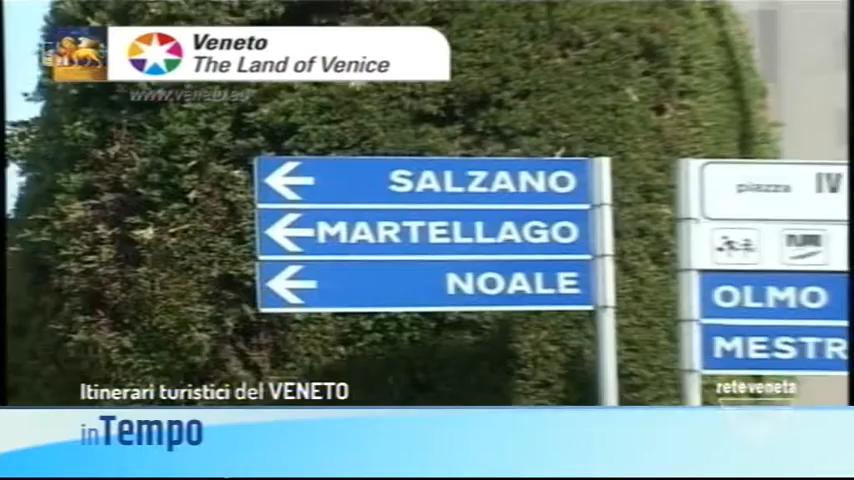 Veneto
The Land of Venice
www.veneto.eu
SALZANO
MARTELLAGO
NOALE
piazza IV
OLMO
MESTR
Itinerari turistici del VENETO
reteveneta
inTempo